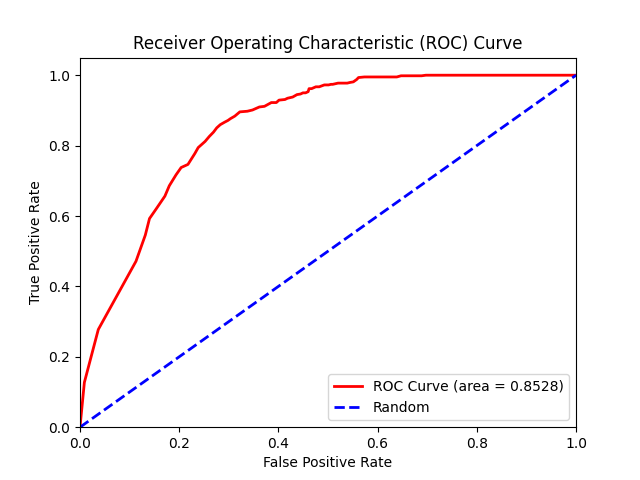 Receiver Operating Characteristic (ROC) Curve
True Positive Rate
1.0
0.8
0.6
0.4
0.2
0.0
ROC Curve (area = 0.8528)
Random
0.0 0.2 0.4 0.6 0.8 1.0
False Positive Rate